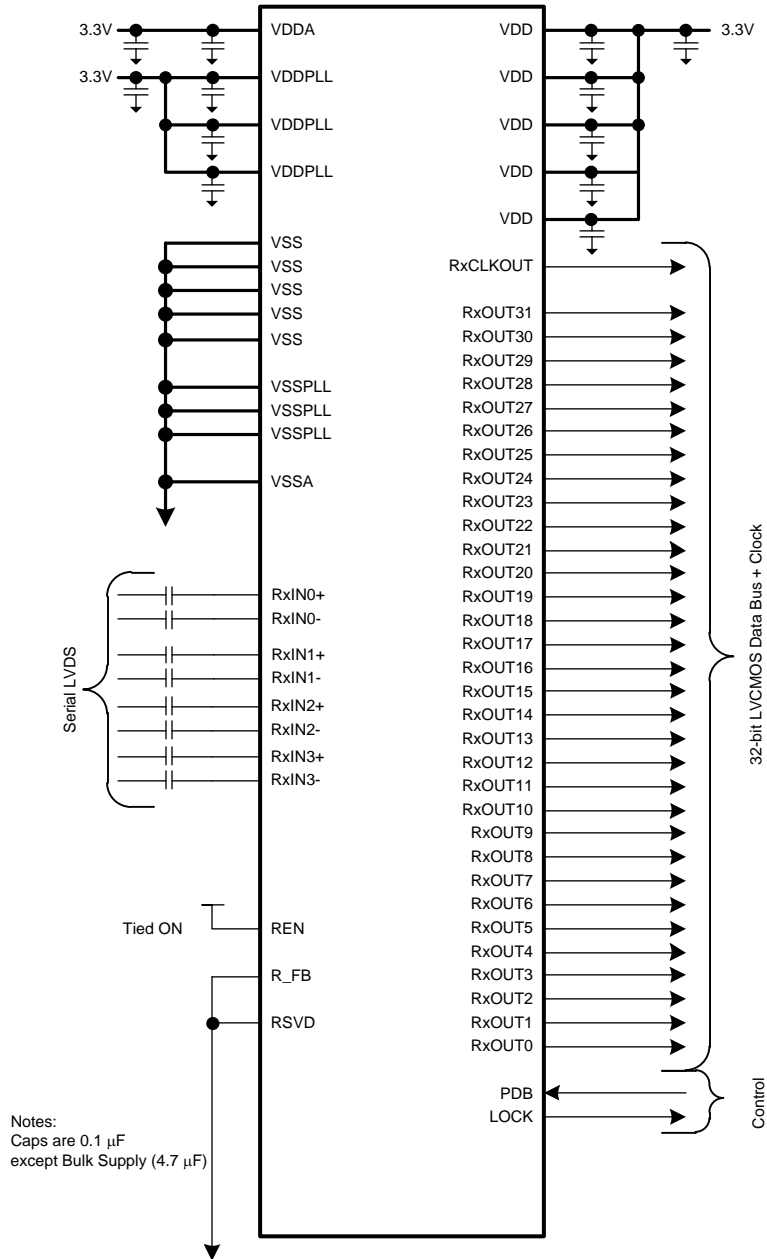 3.3V
VDDA
3.3V
VDDPLL
VDDPLL
VDDPLL
VSS
VSS
VSS
VSS
VSS
VSSPLL
VSSPLL
VSSPLL
VSSA
Serial LVDS
RxIN0+
RxIN0-
RxIN1+
RxIN1-
RxIN2+
RxIN2-
RxIN3+
RxIN3-
Tied ON
REN
R_FB
RSVD
Notes:
Caps are 0.1 μF
except Bulk Supply (4.7 μF)
VDD
3.3V
VDD
VDD
VDD
VDD
RxCLKOUT
RxOUT31
RxOUT30
RxOUT29
RxOUT28
RxOUT27
RxOUT26
RxOUT25
RxOUT24
RxOUT23
RxOUT22
RxOUT21
RxOUT20
RxOUT19
RxOUT18
RxOUT17
RxOUT16
RxOUT15
RxOUT14
RxOUT13
RxOUT12
RxOUT11
RxOUT10
RxOUT9
RxOUT8
RxOUT7
RxOUT6
RxOUT5
RxOUT4
RxOUT3
RxOUT2
RxOUT1
RxOUT0
32-bit LVCMOS Data Bus + Clock
PDB
LOCK
Control